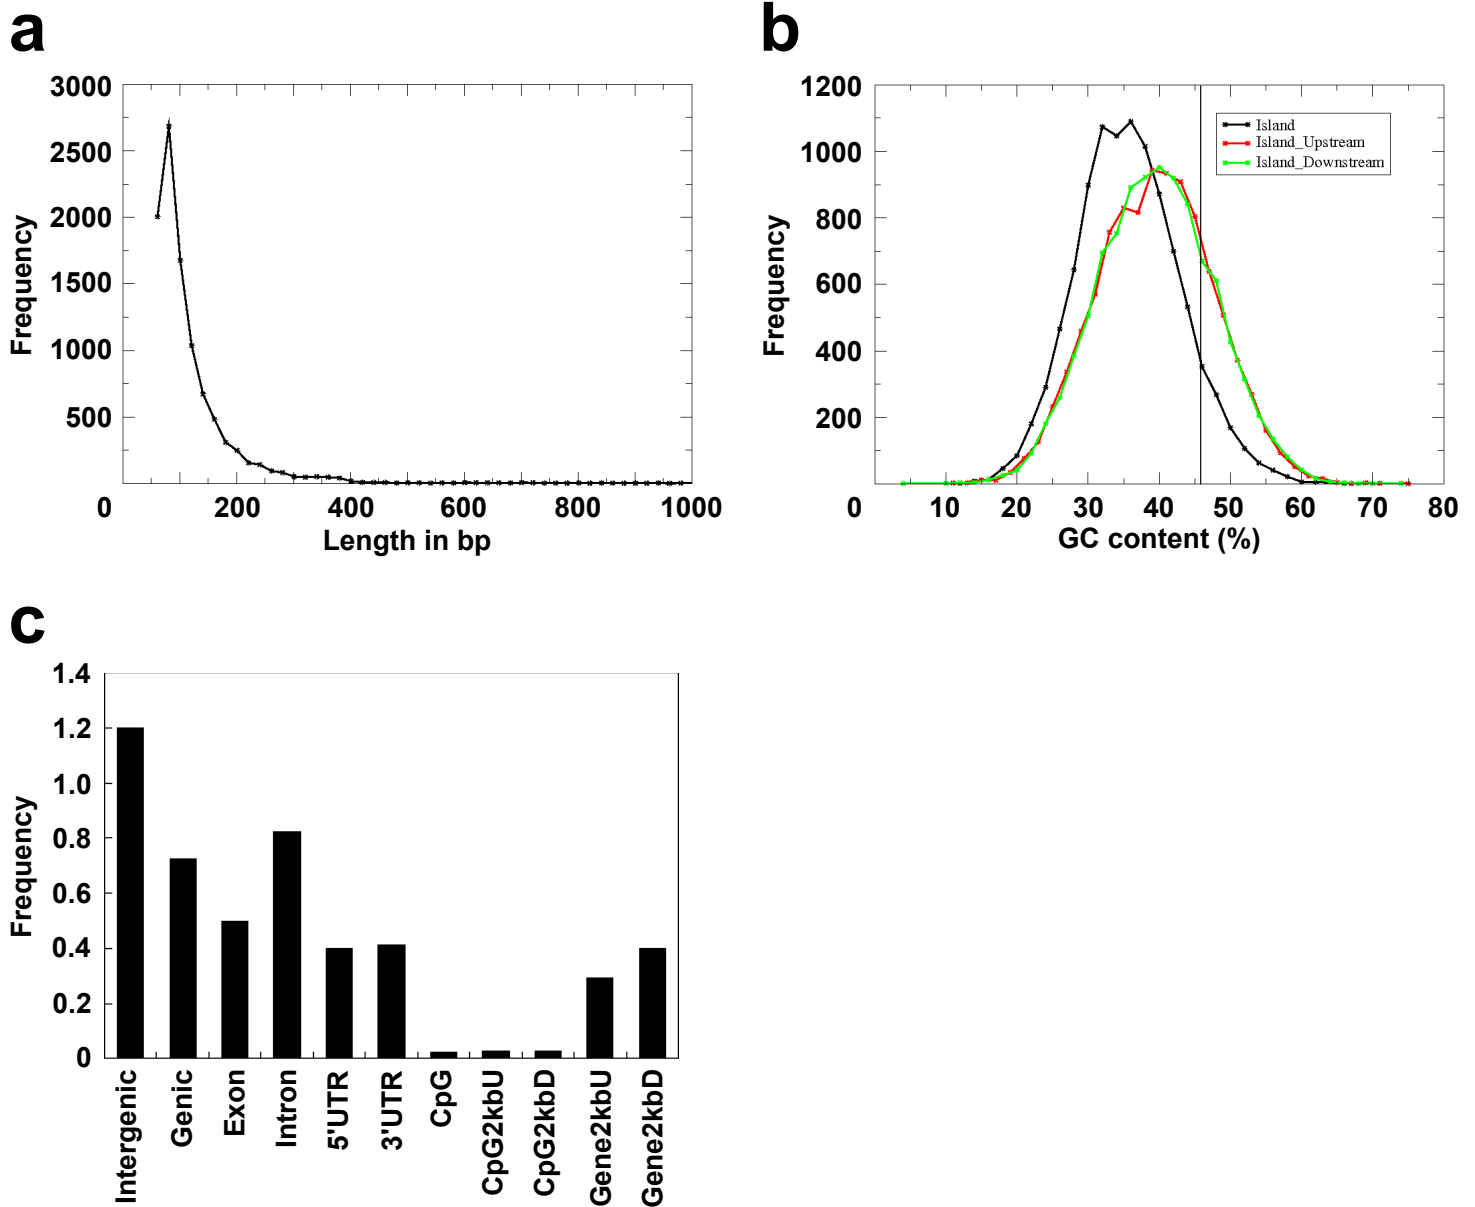 a
3000
2500
2000
1500
1000
500
0 200 400 600 800 1000
Frequency
Length in bp
b
1200
1000
800
600
400
200
0 10 20 30 40 50 60 70 80
Frequency
GC content (%)
Island
Island_Upstream
Island_Downstream
c
1.4
1.2
1.0
0.8
0.6
0.4
0.2
0
Frequency
Intergenic
Genic
Exon
Intron
5'UTR
3'UTR
CpG
CpG2kbU
CpG2kbD
Gene2kbU
Gene2kbD